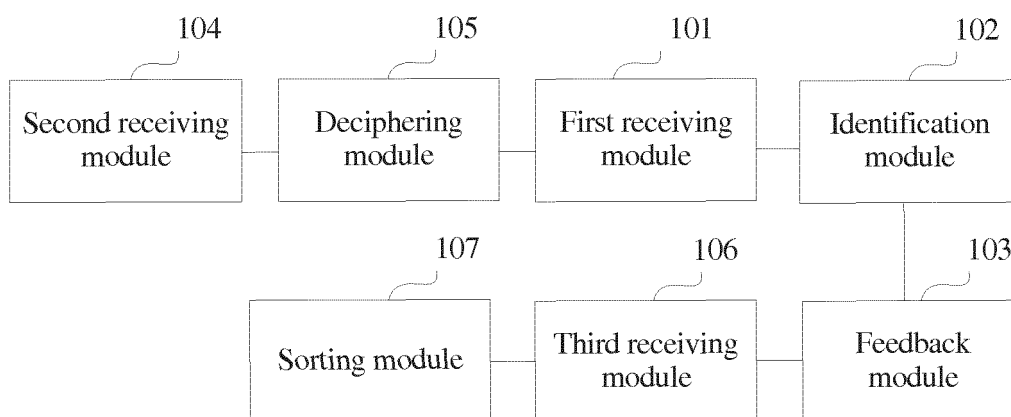 104
105
101
102
Second receiving
module
Deciphering
module
First receiving
module
Identification
module
107
106
103
Sorting module
Third receiving
module
Feedback
module